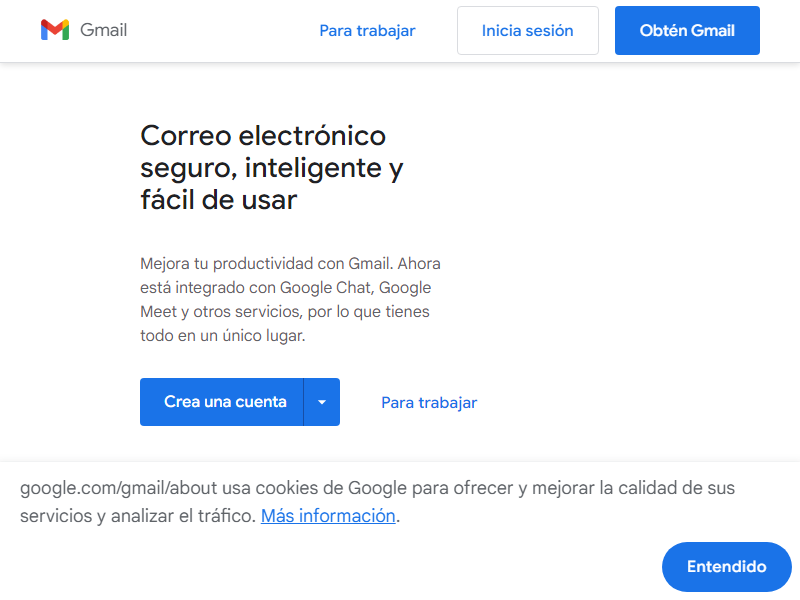 Gmail
Para trabajar
Inicia sesión
Obtén Gmail
Correo electrónico
seguro, inteligente y
fácil de usar
Mejora tu productividad con Gmail. Ahora
está integrado con Google Chat, Google
Meet y otros servicios, por lo que tienes
todo en un único lugar.
Crea una cuenta
Para trabajar
google.com/gmail/about usa cookies de Google para ofrecer y mejorar la calidad de sus
servicios y analizar el tráfico. Más información.
Entendido